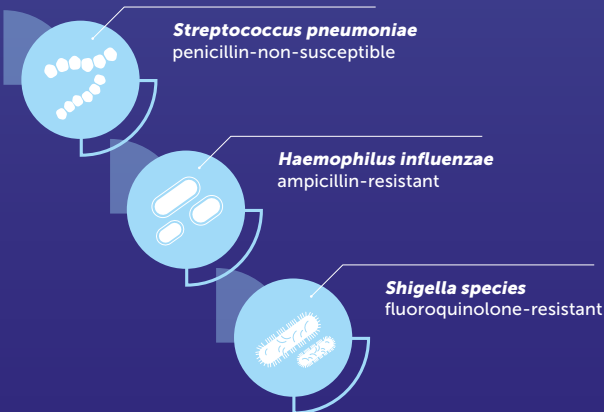 Streptococcus pneumoniae
penicillin-non-susceptible
Haemophilus influenzae
ampicillin-resistant
Shigella species
fluoroquinolone-resistant